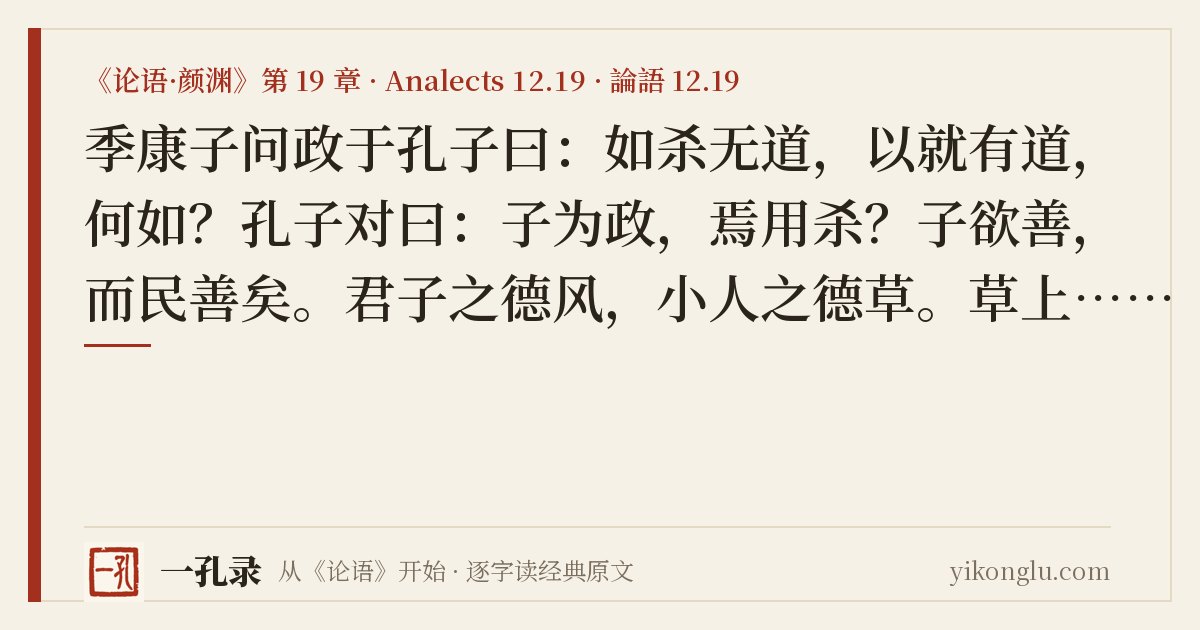 《论语·颜渊》第 19 章 · Analects 12.19 · 論語 12.19
季康子问政于孔子曰：如杀无道，以就有道，
何如？孔子对曰：子为政，焉用杀？子欲善，
而民善矣。君子之德风，小人之德草。草上……
一孔
一孔录 从《论语》开始 · 逐字读经典原文 yikonglu.com